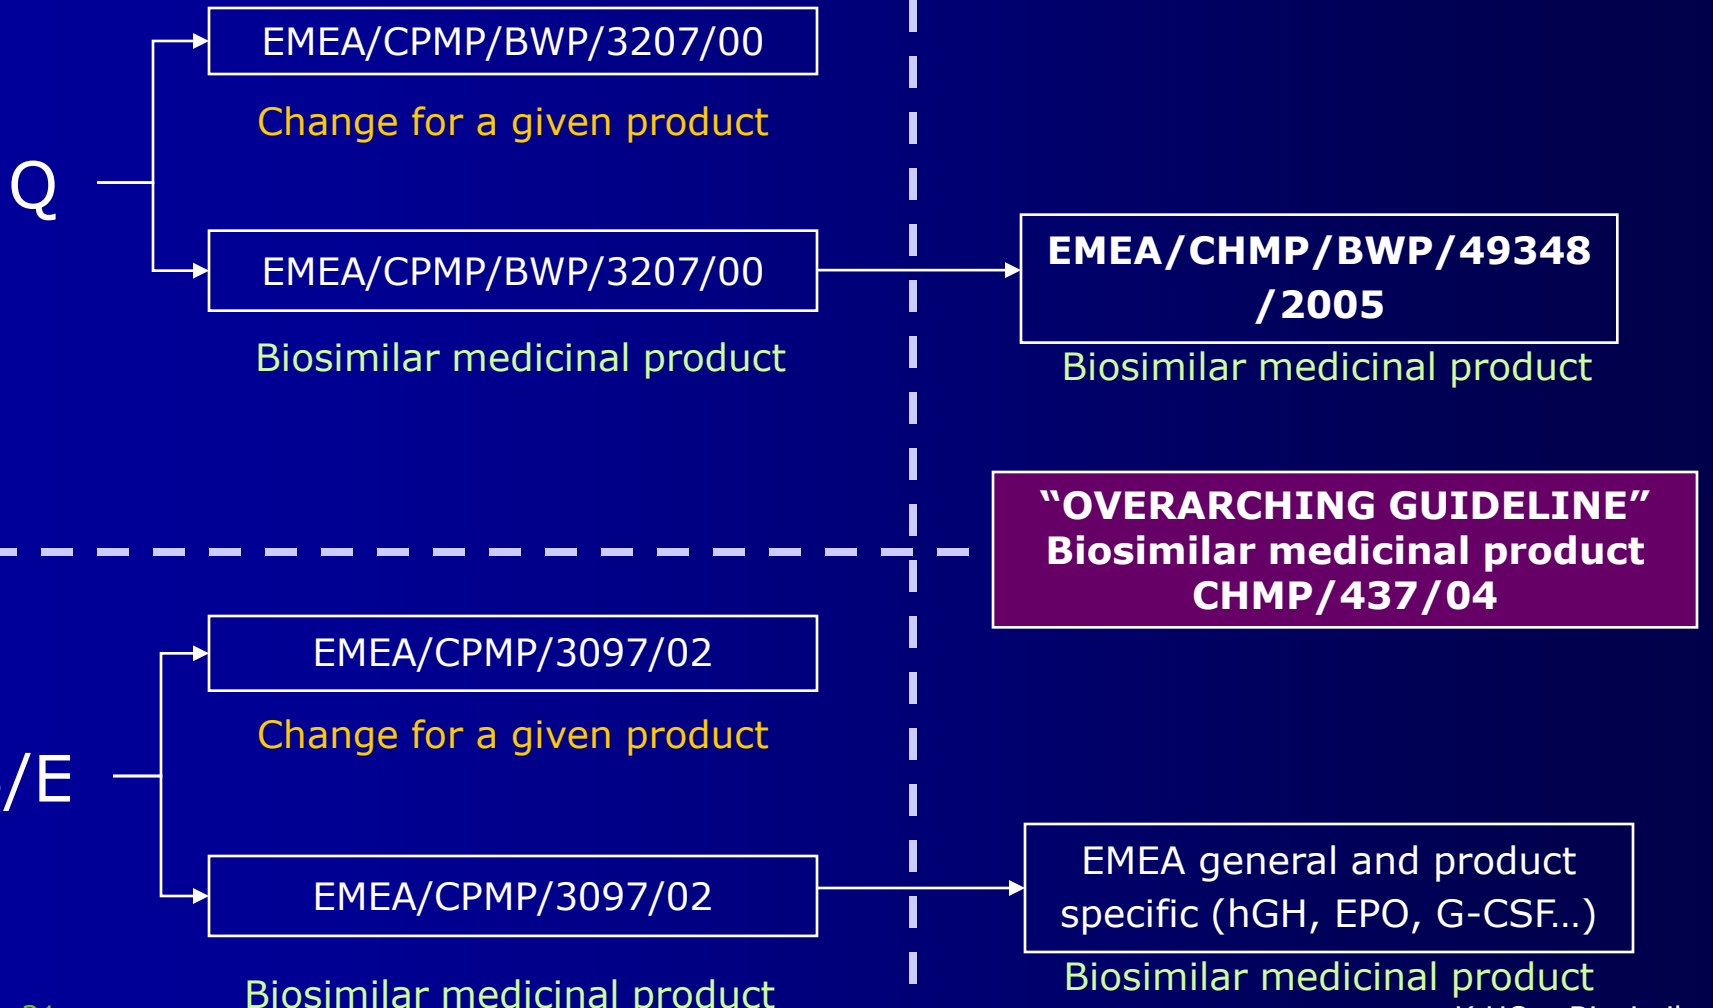 EMEA/CPMP/BWP/3207/00
Change for a given product
Q
EMEA/CPMP/BWP/3207/00
Biosimilar medicinal product
EMEA/CHMP/BWP/49348
/2005
Biosimilar medicinal product
“OVERARCHING GUIDELINE”
Biosimilar medicinal product
CHMP/437/04
EMEA/CPMP/3097/02
Change for a given product
/E
EMEA/CPMP/3097/02
Biosimilar medicinal product
EMEA general and product
specific (hGH, EPO, G-CSF…)
Biosimilar medicinal product